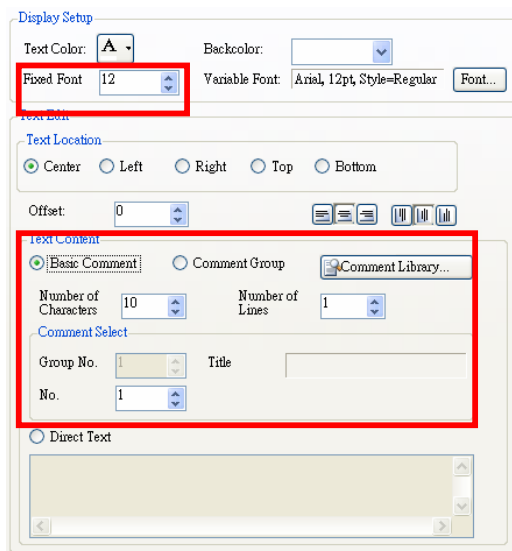 Display Setup
Text Color: A Backcolor:
Fixed Font 12 Variable Font: Arial, 12pt, Style=Regular Font...
Text Edit
Text Location
Center Left Right Top Bottom
Offset: 0
Text Content
Basic Comment Comment Group Comment Library...
Number of Characters 10 Number of Lines 1
Comment Select
Group No. 1 Title
No. 1
Direct Text